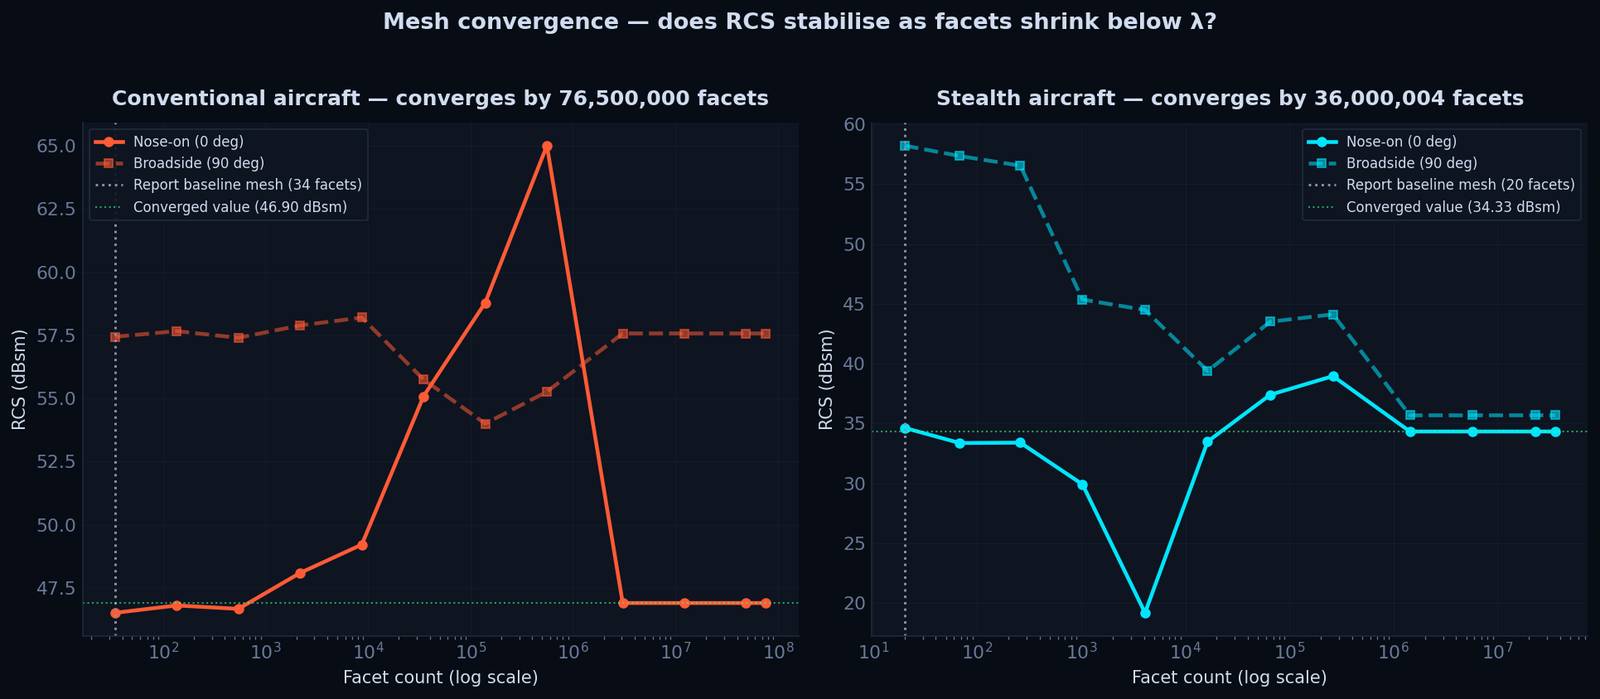 Mesh convergence — does RCS stabilise as facets shrink below λ?
Conventional aircraft — converges by 76,500,000 facets
Nose-on (0 deg)
Broadside (90 deg)
Report baseline mesh (34 facets)
Converged value (46.90 dBsm)
65.0
62.5
60.0
57.5
55.0
52.5
50.0
47.5
RCS (dBsm)
10²
10³
10⁴
10⁵
10⁶
10⁷
10⁸
Facet count (log scale)
Stealth aircraft — converges by 36,000,004 facets
Nose-on (0 deg)
Broadside (90 deg)
Report baseline mesh (20 facets)
Converged value (34.33 dBsm)
60
55
50
45
40
35
30
25
20
RCS (dBsm)
10¹
10²
10³
10⁴
10⁵
10⁶
10⁷
Facet count (log scale)